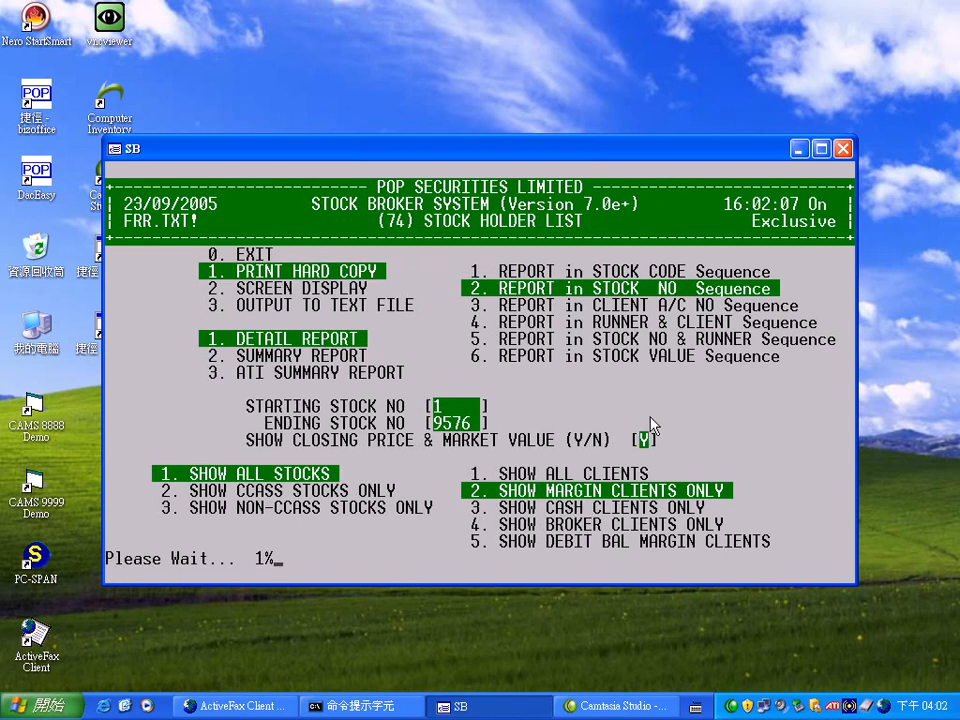 Nero StartSmart
vncviewer
POP
捷徑 -
bizoffice
Computer
Inventory
POP
DacEasy
資源回收筒
捷徑
我的電腦
捷徑
CAMS 8888
Demo
CAMS 9999
Demo
S
PC-SPAN
ActiveFax
Client
SB
POP SECURITIES LIMITED
23/09/2005 STOCK BROKER SYSTEM (Version 7.0e+) 16:02:07 On
FRR.TXT! (74) STOCK HOLDER LIST Exclusive
0. EXIT
1. PRINT HARD COPY
2. SCREEN DISPLAY
3. OUTPUT TO TEXT FILE
1. REPORT in STOCK CODE Sequence
2. REPORT in STOCK NO Sequence
3. REPORT in CLIENT A/C NO Sequence
4. REPORT in RUNNER & CLIENT Sequence
5. REPORT in STOCK NO & RUNNER Sequence
6. REPORT in STOCK VALUE Sequence
1. DETAIL REPORT
2. SUMMARY REPORT
3. ATI SUMMARY REPORT
STARTING STOCK NO [1 ]
ENDING STOCK NO [9576 ]
SHOW CLOSING PRICE & MARKET VALUE (Y/N) [Y]
1. SHOW ALL STOCKS
2. SHOW CCASS STOCKS ONLY
3. SHOW NON-CCASS STOCKS ONLY
1. SHOW ALL CLIENTS
2. SHOW MARGIN CLIENTS ONLY
3. SHOW CASH CLIENTS ONLY
4. SHOW BROKER CLIENTS ONLY
5. SHOW DEBIT BAL MARGIN CLIENTS
Please Wait... 1%_
開始
ActiveFax Client ...
命令提示字元
SB
Camtasia Studio -...
ATI
下午 04:02